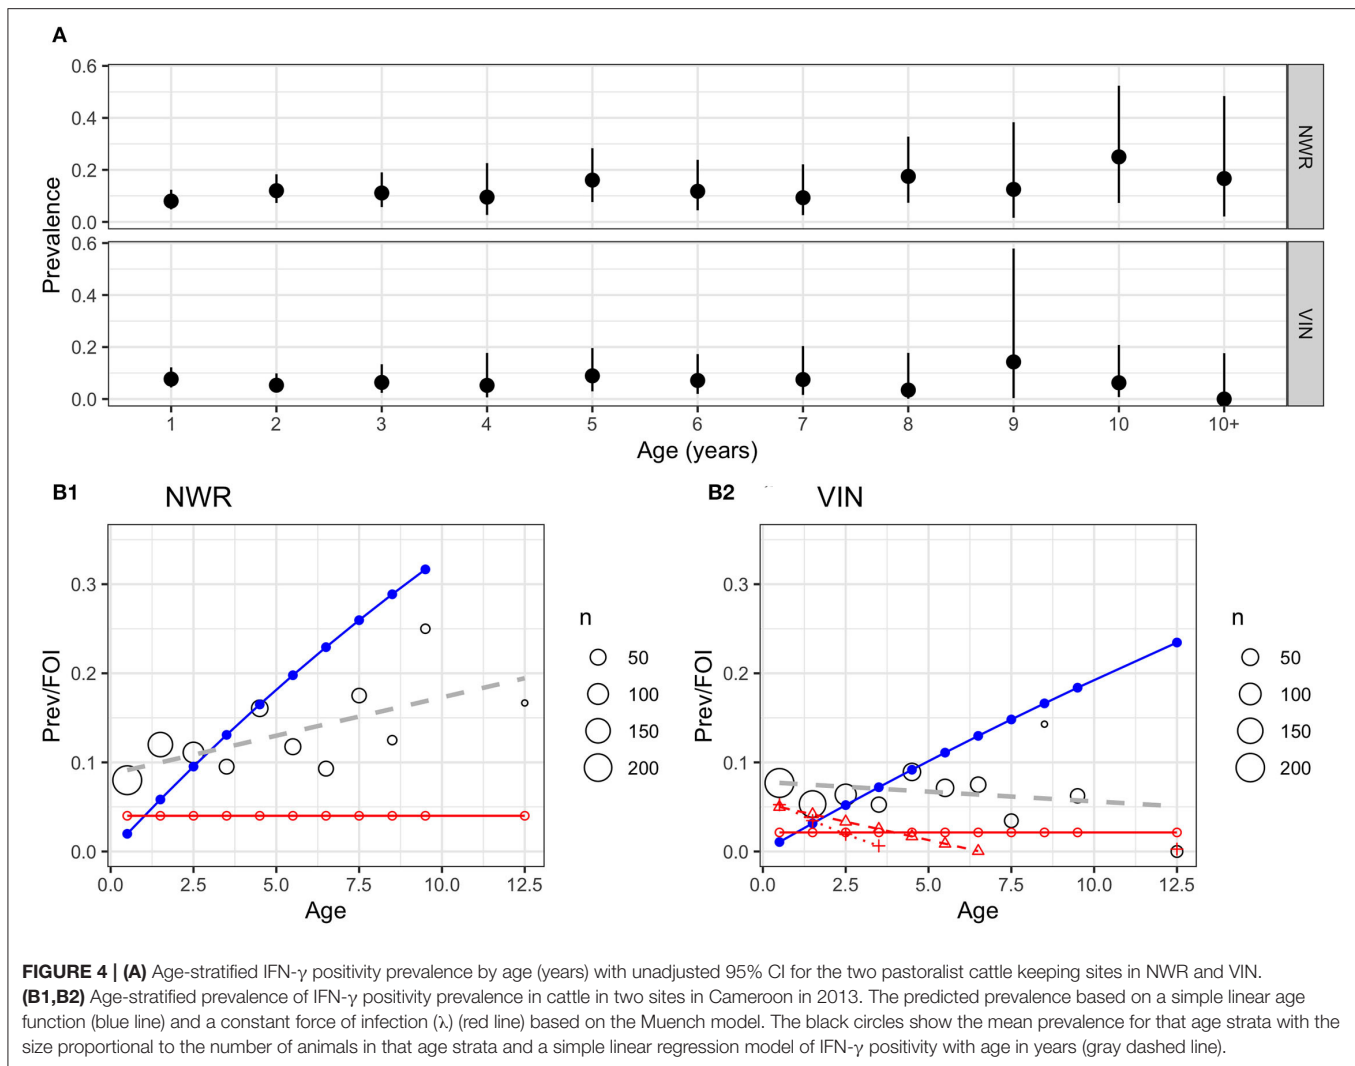 A
0.6
0.4
0.2
0.0
NWR
Prevalence
0.6
0.4
0.2
0.0
VIN
1 2 3 4 5 6 7 8 9 10 10+
Age (years)
B1 NWR
0.3
0.2
0.1
0.0
Prev/FOI
0.0 2.5 5.0 7.5 10.0 12.5
Age
n
50
100
150
200
B2 VIN
0.3
0.2
0.1
0.0
Prev/FOI
0.0 2.5 5.0 7.5 10.0 12.5
Age
n
50
100
150
200
FIGURE 4 | (A) Age-stratified IFN-γ positivity prevalence by age (years) with unadjusted 95% CI for the two pastoralist cattle keeping sites in NWR and VIN.
(B1,B2) Age-stratified prevalence of IFN-γ positivity prevalence in cattle in two sites in Cameroon in 2013. The predicted prevalence based on a simple linear age
function (blue line) and a constant force of infection (λ) (red line) based on the Muench model. The black circles show the mean prevalence for that age strata with the
size proportional to the number of animals in that age strata and a simple linear regression model of IFN-γ positivity with age in years (gray dashed line).